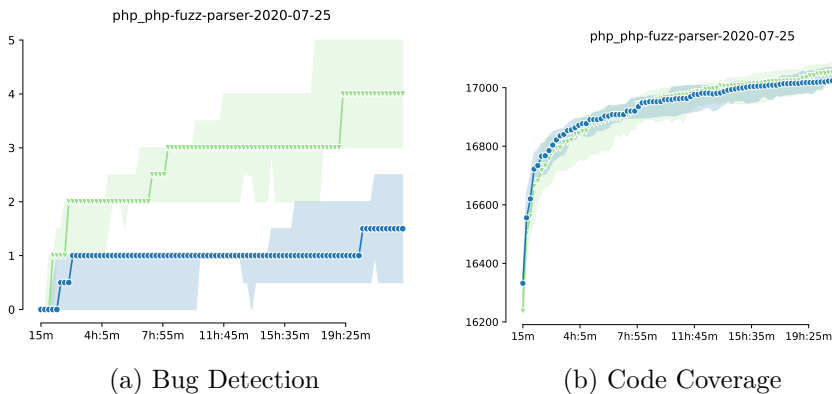 php_php-fuzz-parser-2020-07-25
5
4
3
2
1
0
15m 4h:5m 7h:55m 11h:45m 15h:35m 19h:25m
(a) Bug Detection
php_php-fuzz-parser-2020-07-25
17000
16800
16600
16400
16200
15m 4h:5m 7h:55m 11h:45m 15h:35m 19h:25m
(b) Code Coverage